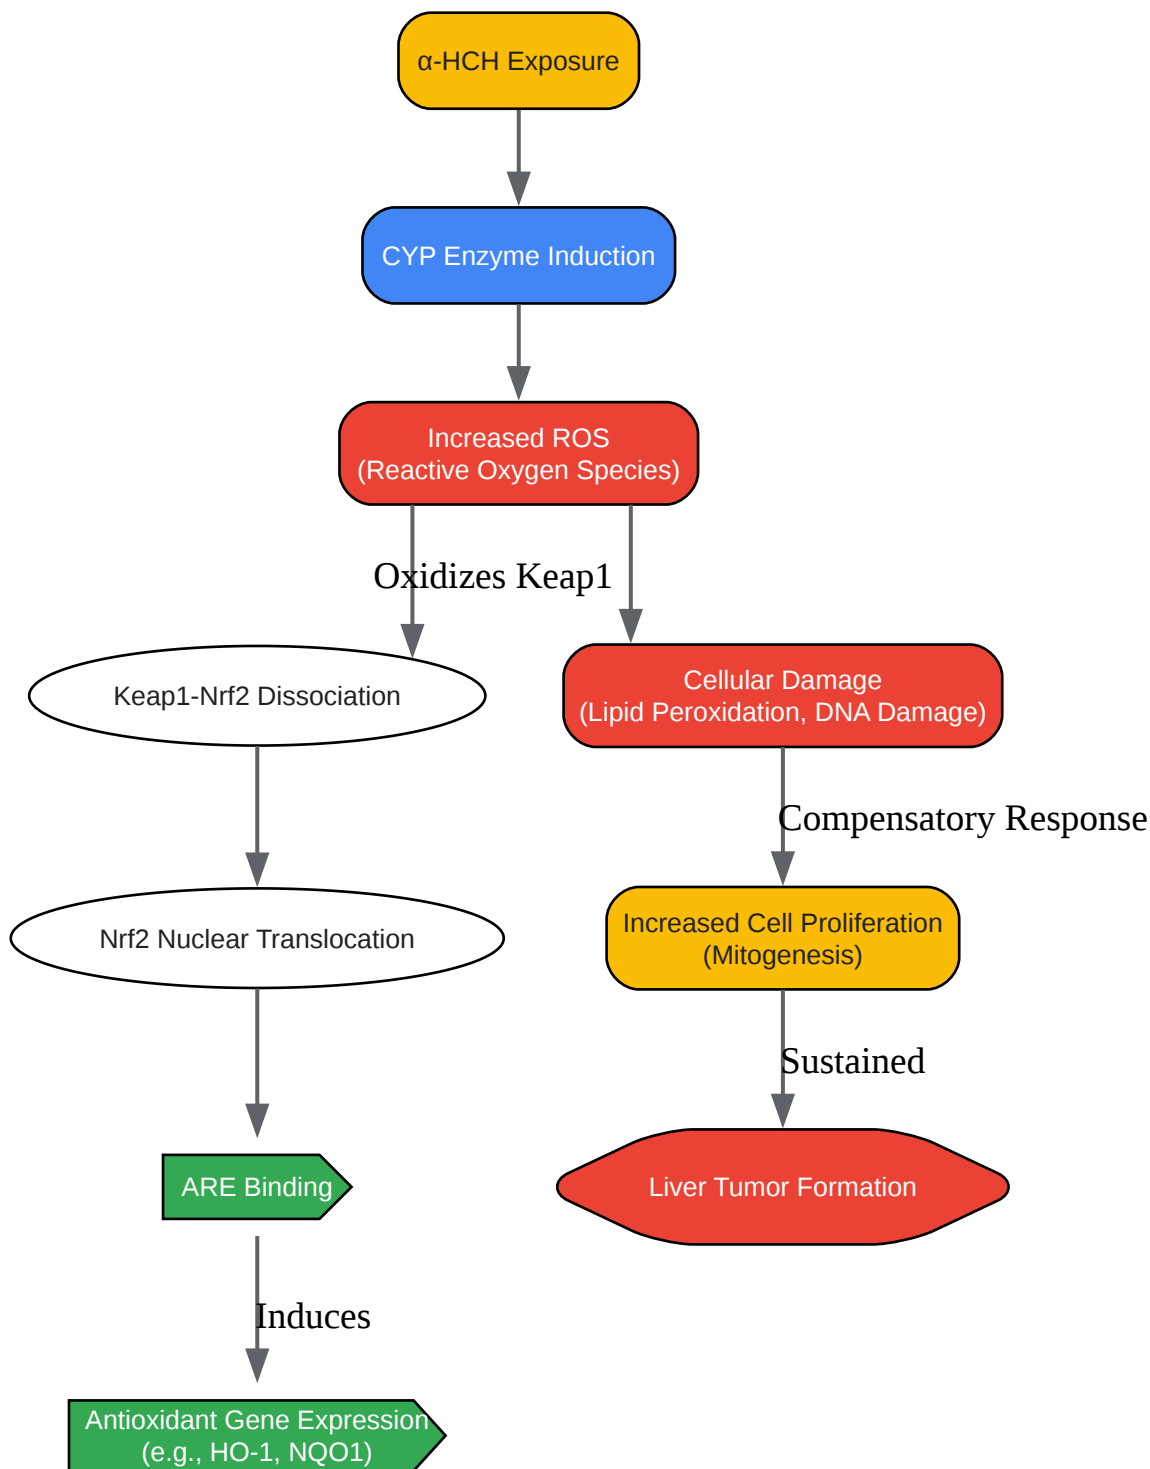 α-HCH Exposure
CYP Enzyme Induction
Increased ROS
(Reactive Oxygen Species)
Oxidizes Keap1
Keap1-Nrf2 Dissociation
Cellular Damage
(Lipid Peroxidation, DNA Damage)
Compensatory Response
Nrf2 Nuclear Translocation
Increased Cell Proliferation
(Mitogenesis)
Sustained
ARE Binding
Liver Tumor Formation
Induces
Antioxidant Gene Expression
(e.g., HO-1, NQO1)